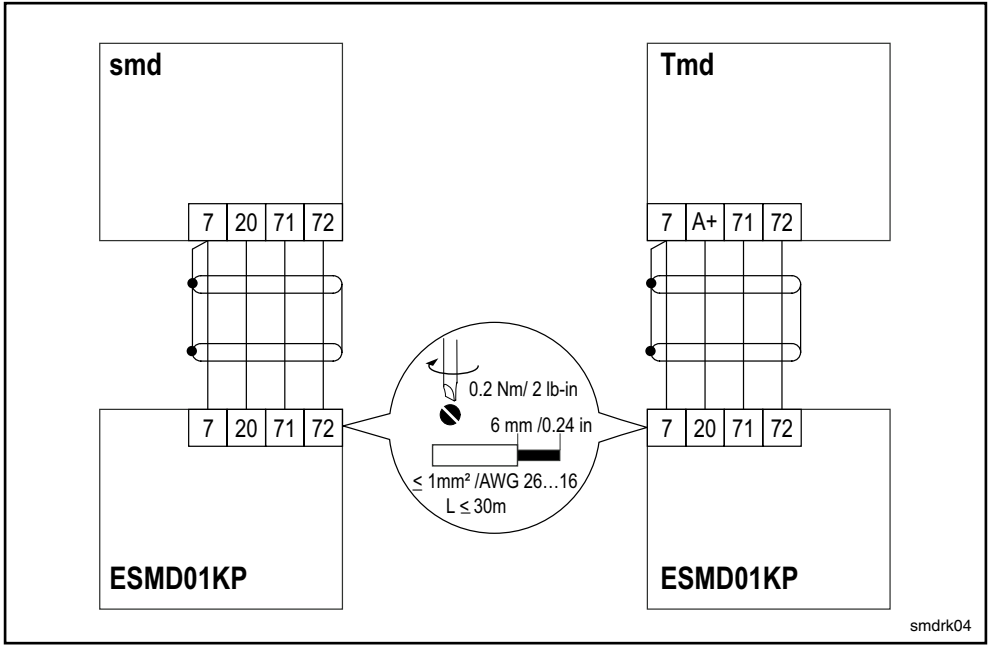 smd
Tmd
7 20 71 72
7 A+ 71 72
0.2 Nm/ 2 lb-in
6 mm /0.24 in
≤ 1mm² /AWG 26…16
L ≤ 30m
7 20 71 72
7 20 71 72
ESMD01KP
ESMD01KP
smdrk04